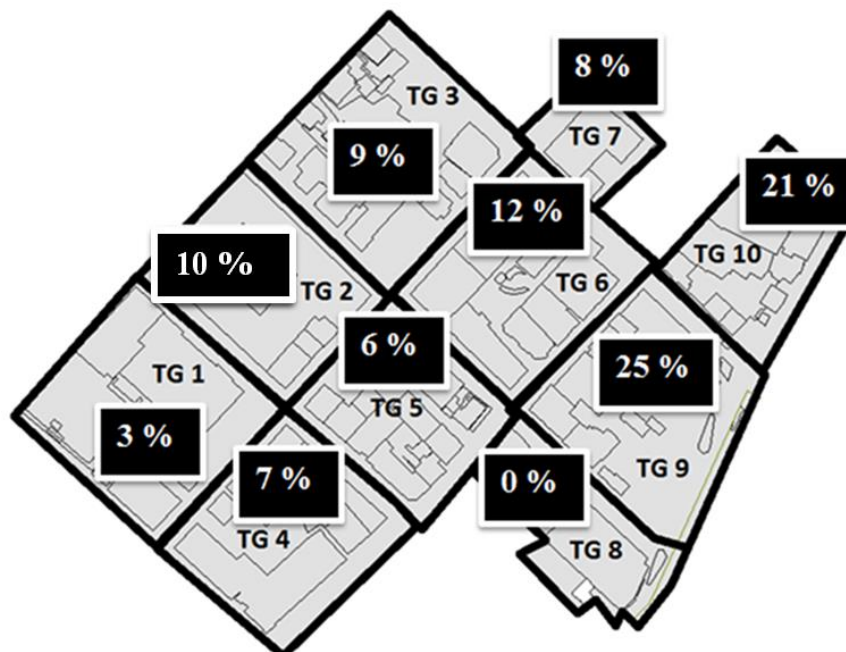 8 %
TG 3
TG 7
9 %
21 %
12 %
TG 10
10 %
TG 2
TG 6
6 %
25 %
TG 1
TG 5
3 %
7 %
0 %
TG 9
TG 4
TG 8